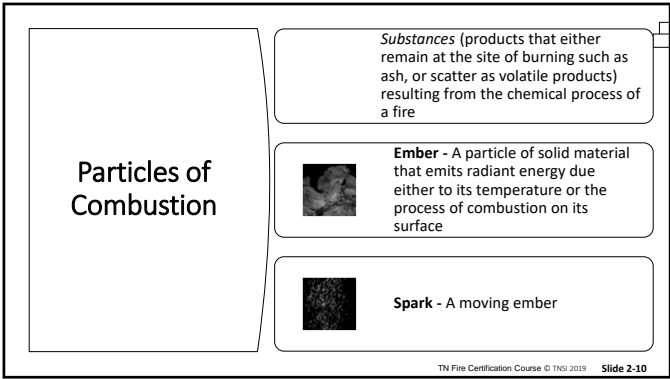 Particles of
Combustion
Substances (products that either
remain at the site of burning such as
ash, or scatter as volatile products)
resulting from the chemical process of
a fire
Ember - A particle of solid material
that emits radiant energy due
either to its temperature or the
process of combustion on its
surface
Spark - A moving ember
TN Fire Certification Course © TNSI 2019 Slide 2-10